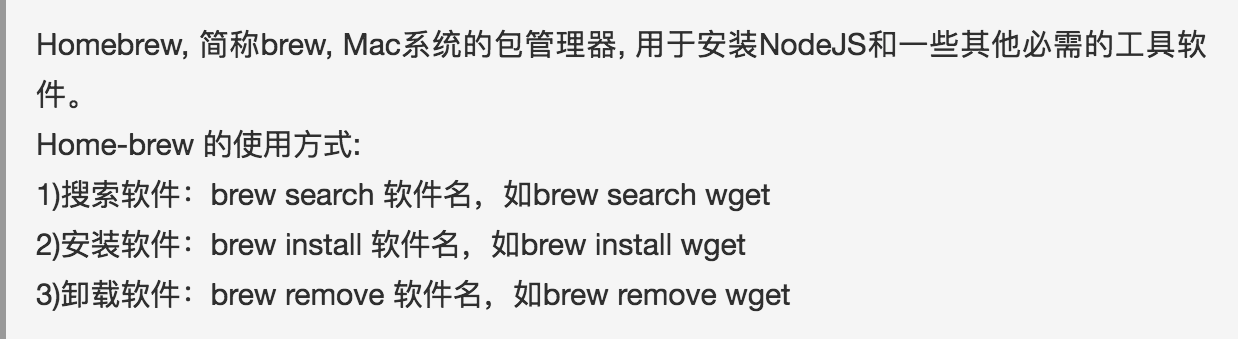 Homebrew, 简称brew, Mac系统的包管理器, 用于安装NodeJS和一些其他必需的工具软
件。
Home-brew 的使用方式:
1)搜索软件：brew search 软件名，如brew search wget
2)安装软件：brew install 软件名，如brew install wget
3)卸载软件：brew remove 软件名，如brew remove wget